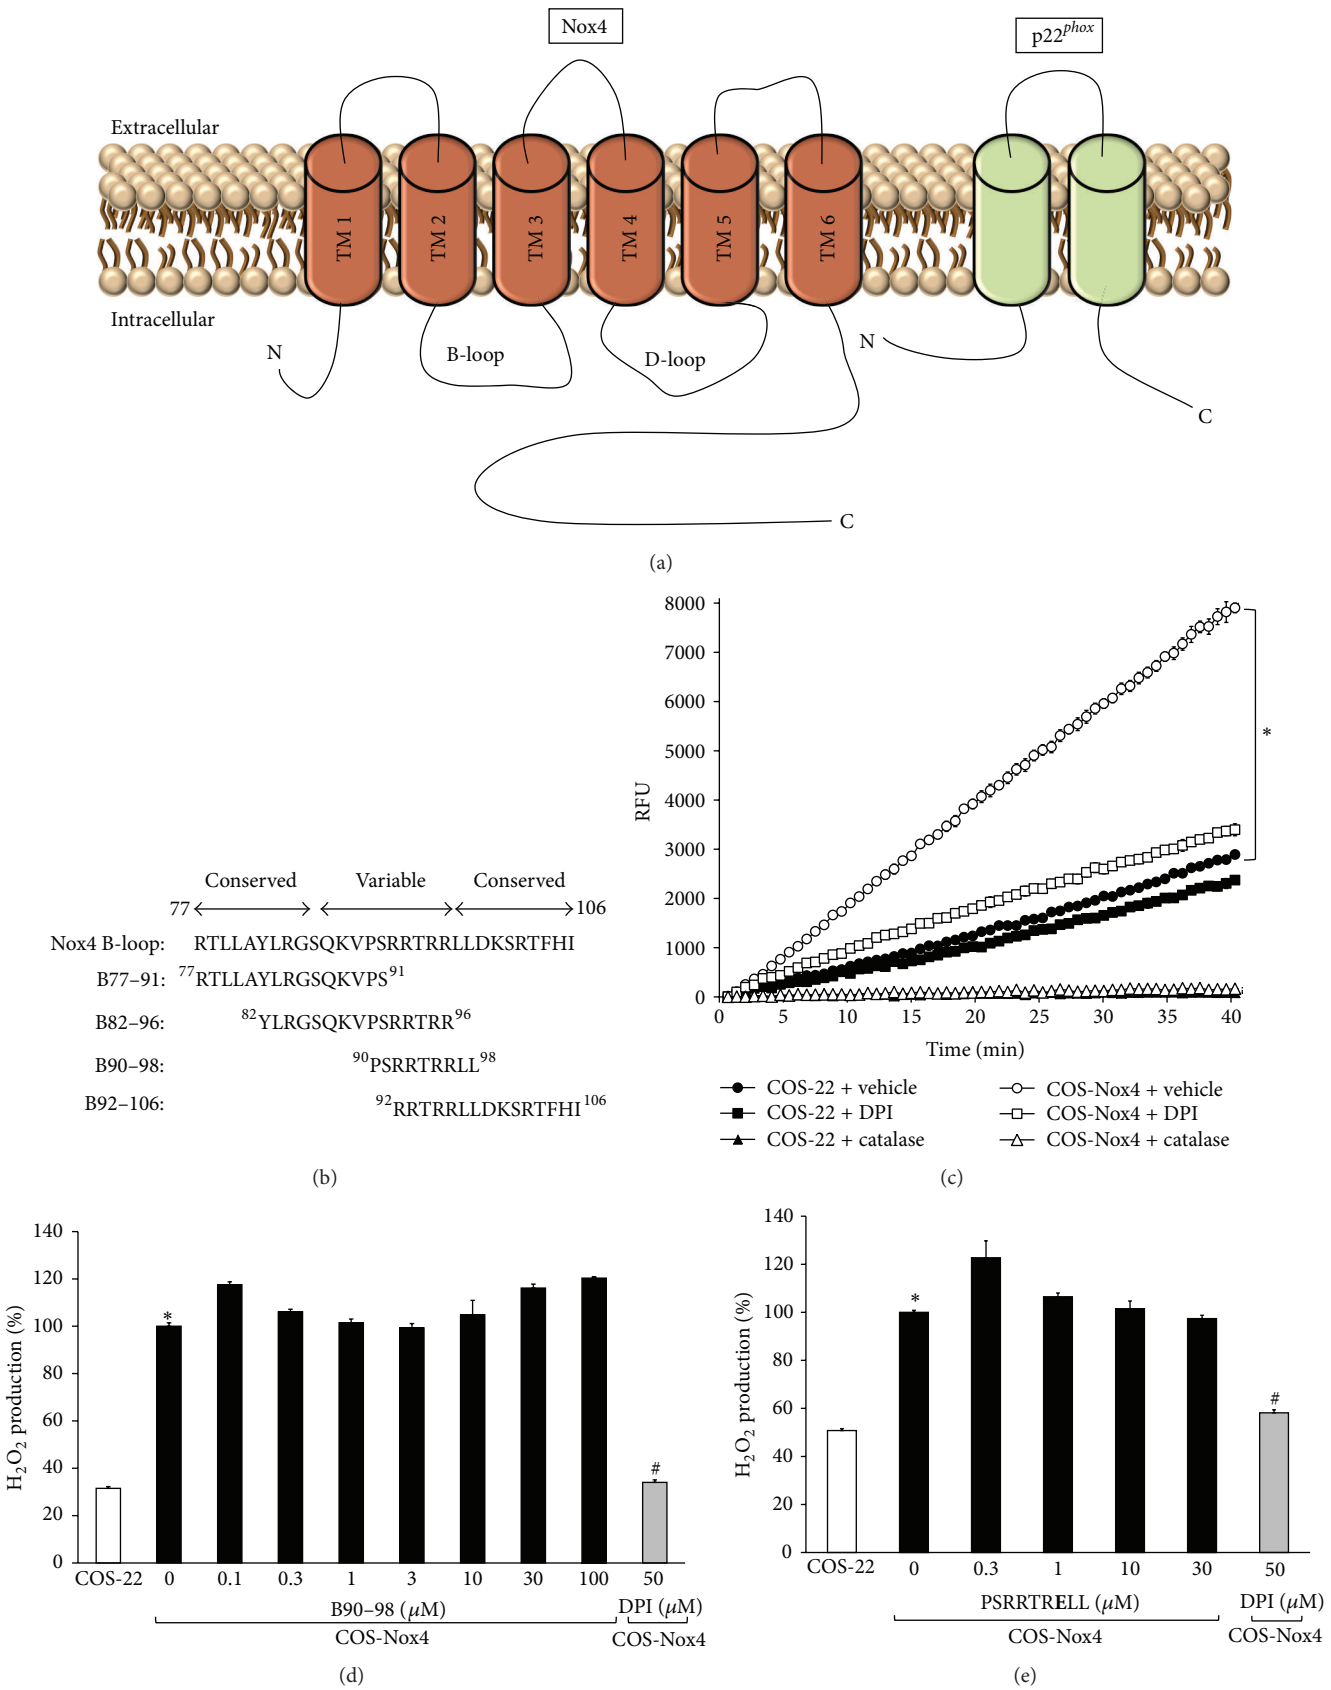 Nox4
p22phox
Extracellular
TM 1
TM 2
TM 3
TM 4
TM 5
TM 6
Intracellular
N
B-loop
D-loop
N
C
C
(a)
Conserved Variable Conserved
77 106
Nox4 B-loop: RTLLAYLRGSQKVPSRRTRRLLDKSRTFHI
B77–91: 77RTLLAYLRGSQKVPS91
B82–96: 82YLRGSQKVPSRRTRR96
B90–98: 90PSRRTRRLL98
B92–106: 92RRTRRLLDKSRTFHI106
(b)
8000
7000
6000
5000
4000
3000
2000
1000
0
RFU
*
0 5 10 15 20 25 30 35 40
Time (min)
COS-22 + vehicle
COS-22 + DPI
COS-22 + catalase
COS-Nox4 + vehicle
COS-Nox4 + DPI
COS-Nox4 + catalase
(c)
140
120
100
80
60
40
20
0
H2O2 production (%)
*
#
COS-22 0 0.1 0.3 1 3 10 30 100 50
B90–98 (μM) DPI (μM)
COS-Nox4 COS-Nox4
(d)
140
120
100
80
60
40
20
0
H2O2 production (%)
*
#
COS-22 0 0.3 1 10 30 50
PSRRTRELL (μM) DPI (μM)
COS-Nox4 COS-Nox4
(e)